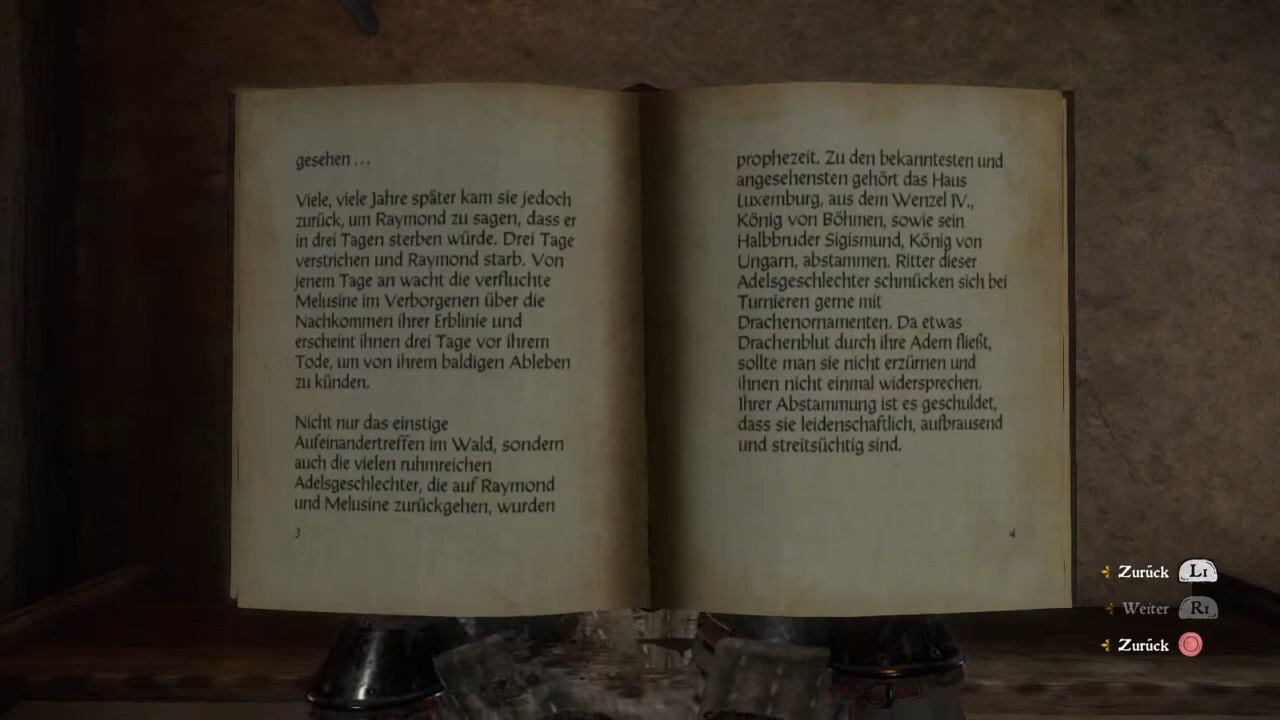 gesehen ...
Viele, viele Jahre später kam sie jedoch
zurück, um Raymond zu sagen, dass er
in drei Tagen sterben würde. Drei Tage
verstrichen und Raymond starb. Von
jenem Tage an wacht die verfluchte
Melusine im Verborgenen über die
Nachkommen ihrer Erblinie und
erscheint ihnen drei Tage vor ihrem
Tode, um von ihrem baldigen Ableben
zu künden.
Nicht nur das einstige
Aufeinandertreffen im Wald, sondern
auch die vielen ruhmreichen
Adelsgeschlechter, die auf Raymond
und Melusine zurückgehen, wurden
3
prophezeit. Zu den bekanntesten und
angesehensten gehört das Haus
Luxemburg, aus dem Wenzel IV.,
König von Böhmen, sowie sein
Halbbruder Sigismund, König von
Ungarn, abstammen. Ritter dieser
Adelsgeschlechter schmücken sich bei
Turnieren gerne mit
Drachenornamenten. Da etwas
Drachenblut durch ihre Adern fließt,
sollte man sie nicht erzürnen und
ihnen nicht einmal widersprechen.
Ihrer Abstammung ist es geschuldet,
dass sie leidenschaftlich, aufbrausend
und streitsüchtig sind.
4
Zurück L1
Weiter R1
Zurück